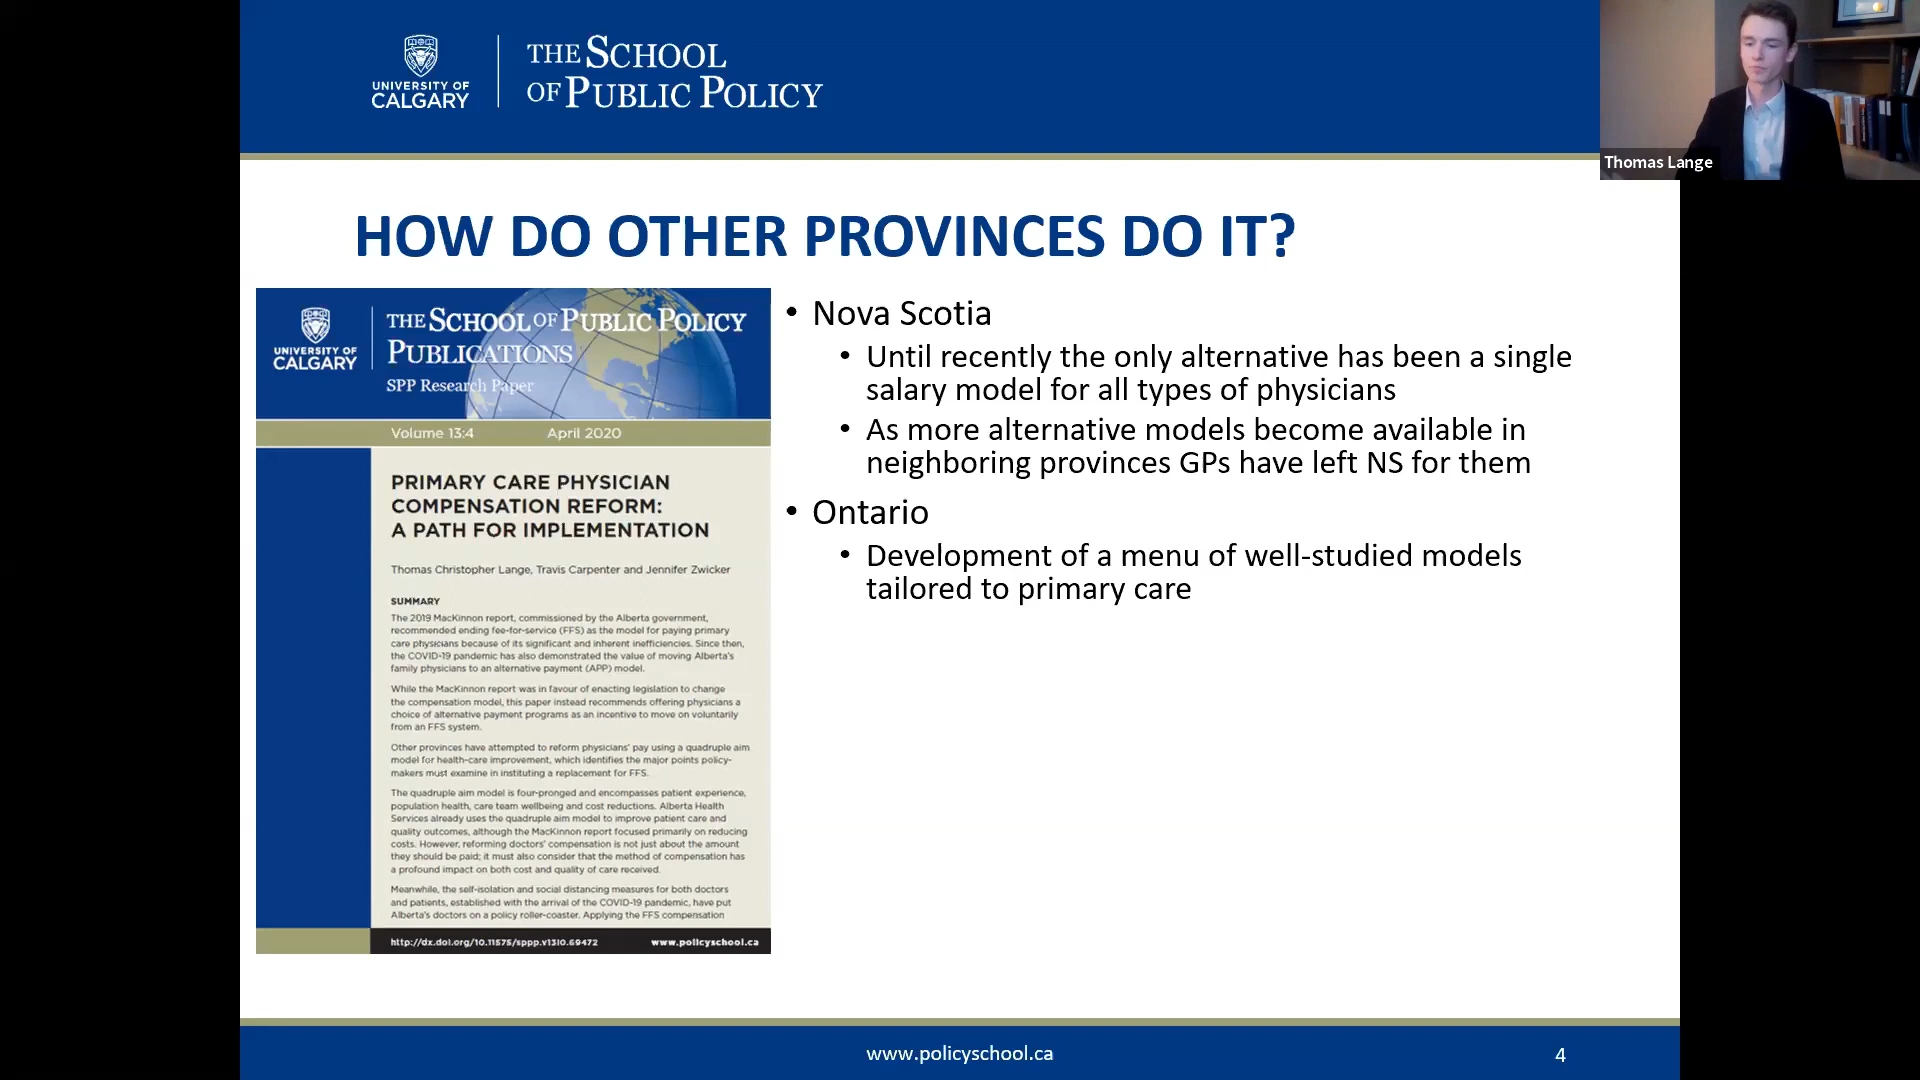 UNIVERSITY OF
CALGARY
THE SCHOOL
OF PUBLIC POLICY
Thomas Lange
HOW DO OTHER PROVINCES DO IT?
UNIVERSITY OF
CALGARY
THE SCHOOL OF PUBLIC POLICY
PUBLICATIONS
SPP Research Paper
Volume 13:4 April 2020
PRIMARY CARE PHYSICIAN
COMPENSATION REFORM:
A PATH FOR IMPLEMENTATION
Thomas Christopher Lange, Travis Carpenter and Jennifer Zwicker
SUMMARY
The 2019 MacKinnon report, commissioned by the Alberta government,
recommended ending fee-for-service (FFS) as the model for paying primary
care physicians because of its significant and inherent inefficiencies. Since then,
the COVID-19 pandemic has also demonstrated the value of moving Alberta's
family physicians to an alternative payment (APP) model.
While the MacKinnon report was in favour of enacting legislation to change
the compensation model, this paper instead recommends offering physicians a
choice of alternative payment programs as an incentive to move on voluntarily
from an FFS system.
Other provinces have attempted to reform physicians' pay using a quadruple aim
model for health-care improvement, which identifies the major points policy-
makers must examine in instituting a replacement for FFS.
The quadruple aim model is four-pronged and encompasses patient experience,
population health, care team wellbeing and cost reductions. Alberta Health
Services already uses the quadruple aim model to improve patient care and
quality outcomes, although the MacKinnon report focused primarily on reducing
costs. However, reforming doctors' compensation is not just about the amount
they should be paid; it must also consider that the method of compensation has
a profound impact on both cost and quality of care received.
Meanwhile, the self-isolation and social distancing measures for both doctors
and patients, established with the arrival of the COVID-19 pandemic, have put
Alberta's doctors on a policy roller-coaster. Applying the FFS compensation
http://dx.doi.org/10.11575/sppp.v13i0.69472 www.policyschool.ca
• Nova Scotia
• Until recently the only alternative has been a single
salary model for all types of physicians
• As more alternative models become available in
neighboring provinces GPs have left NS for them
• Ontario
• Development of a menu of well-studied models
tailored to primary care
www.policyschool.ca
4